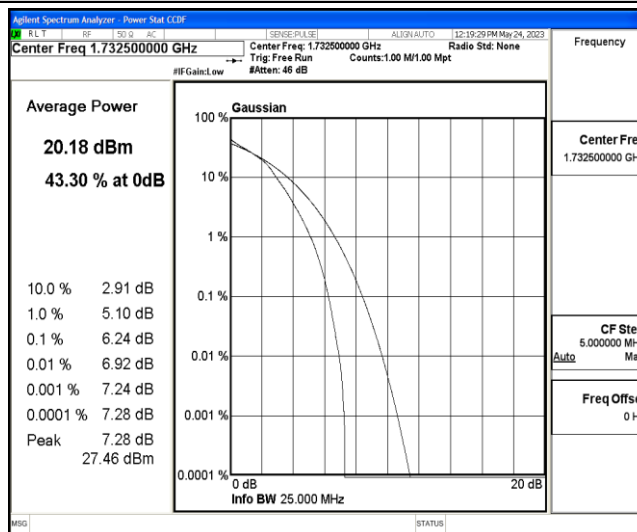 Agilent Spectrum Analyzer - Power Stat CCDF
RLT RF 50 Ω AC SENSE:PULSE ALIGN AUTO 12:19:29 PM May 24, 2023
Center Freq 1.732500000 GHz
Center Freq: 1.732500000 GHz Radio Std: None
Trig: Free Run Counts:1.00 M/1.00 Mpt
#IFGain:Low #Atten: 46 dB
Frequency
Average Power
20.18 dBm
43.30 % at 0dB
10.0 % 2.91 dB
1.0 % 5.10 dB
0.1 % 6.24 dB
0.01 % 6.92 dB
0.001 % 7.24 dB
0.0001 % 7.28 dB
Peak 7.28 dB
27.46 dBm
Gaussian
100 %
10 %
1 %
0.1 %
0.01 %
0.001 %
0.0001 %
0 dB 20 dB
Info BW 25.000 MHz
Center Fre
1.732500000 GH
CF Ste
5.000000 MH
Auto Ma
Freq Offse
0 H
MSG STATUS